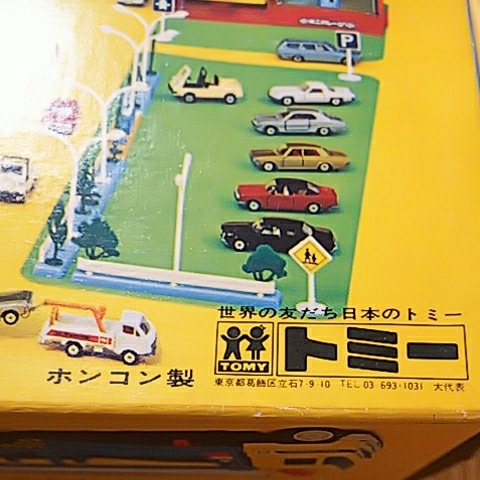 P
世界の友だち日本のトミー
TOMY
トミー
ホンコン製
東京都葛飾区立石7-9-10 TEL 03-693-1031 大代表